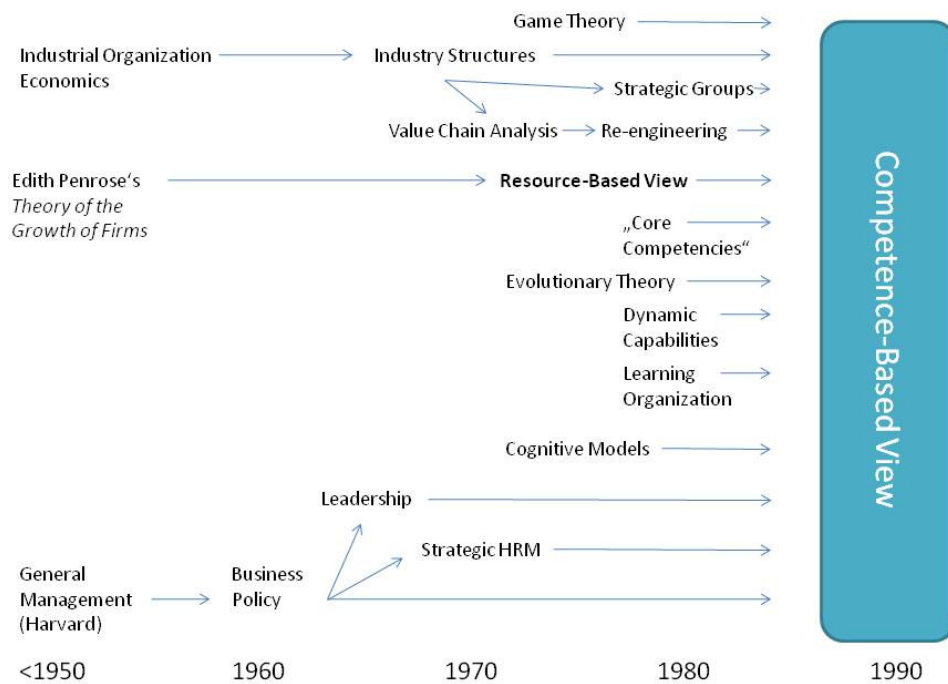 Game Theory
Industrial Organization
Economics
Industry Structures
Strategic Groups
Value Chain Analysis
Re-engineering
Edith Penrose‘s
Theory of the
Growth of Firms
Resource-Based View
„Core
Competencies“
Evolutionary Theory
Dynamic
Capabilities
Learning
Organization
Cognitive Models
Leadership
Strategic HRM
General
Management
(Harvard)
Business
Policy
Competence-Based View
<1950
1960
1970
1980
1990